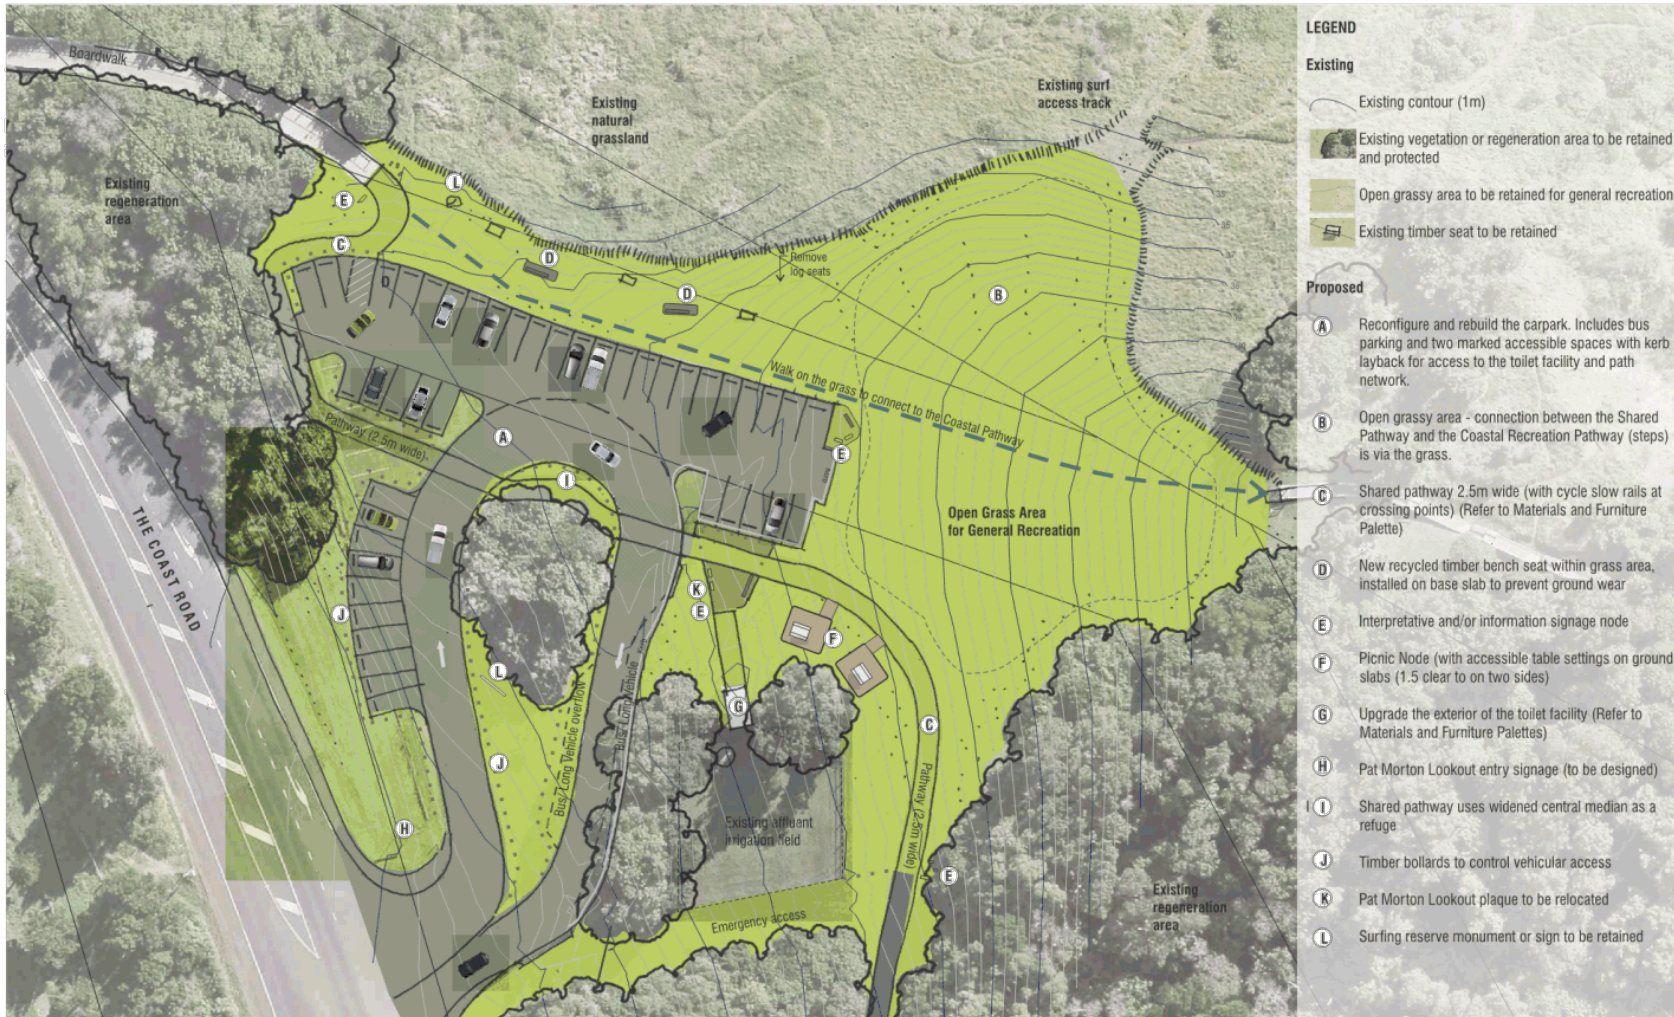 Boardwalk
Existing
natural
grassland
Existing surf
access track
Existing
regeneration
area
L
E
C
D
Remove
log seats
D
B
Walk on the grass to connect to the Coastal Pathway
Pathway (2.5m wide)
A
E
I
Open Grass Area
for General Recreation
THE COAST ROAD
J
K
E
F
L
G
C
J
Bus/Long Vehicle overflow
Bus/Long Vehicle
Pathway (2.5m wide)
H
Existing affluent
irrigation field
E
Existing
regeneration
area
Emergency access
LEGEND
Existing
Existing contour (1m)
Existing vegetation or regeneration area to be retained
and protected
Open grassy area to be retained for general recreation
Existing timber seat to be retained
Proposed
A Reconfigure and rebuild the carpark. Includes bus
parking and two marked accessible spaces with kerb
layback for access to the toilet facility and path
network.
B Open grassy area - connection between the Shared
Pathway and the Coastal Recreation Pathway (steps)
is via the grass.
C Shared pathway 2.5m wide (with cycle slow rails at
crossing points) (Refer to Materials and Furniture
Palette)
D New recycled timber bench seat within grass area,
installed on base slab to prevent ground wear
E Interpretative and/or information signage node
F Picnic Node (with accessible table settings on ground
slabs (1.5 clear to on two sides)
G Upgrade the exterior of the toilet facility (Refer to
Materials and Furniture Palettes)
H Pat Morton Lookout entry signage (to be designed)
I Shared pathway uses widened central median as a
refuge
J Timber bollards to control vehicular access
K Pat Morton Lookout plaque to be relocated
L Surfing reserve monument or sign to be retained